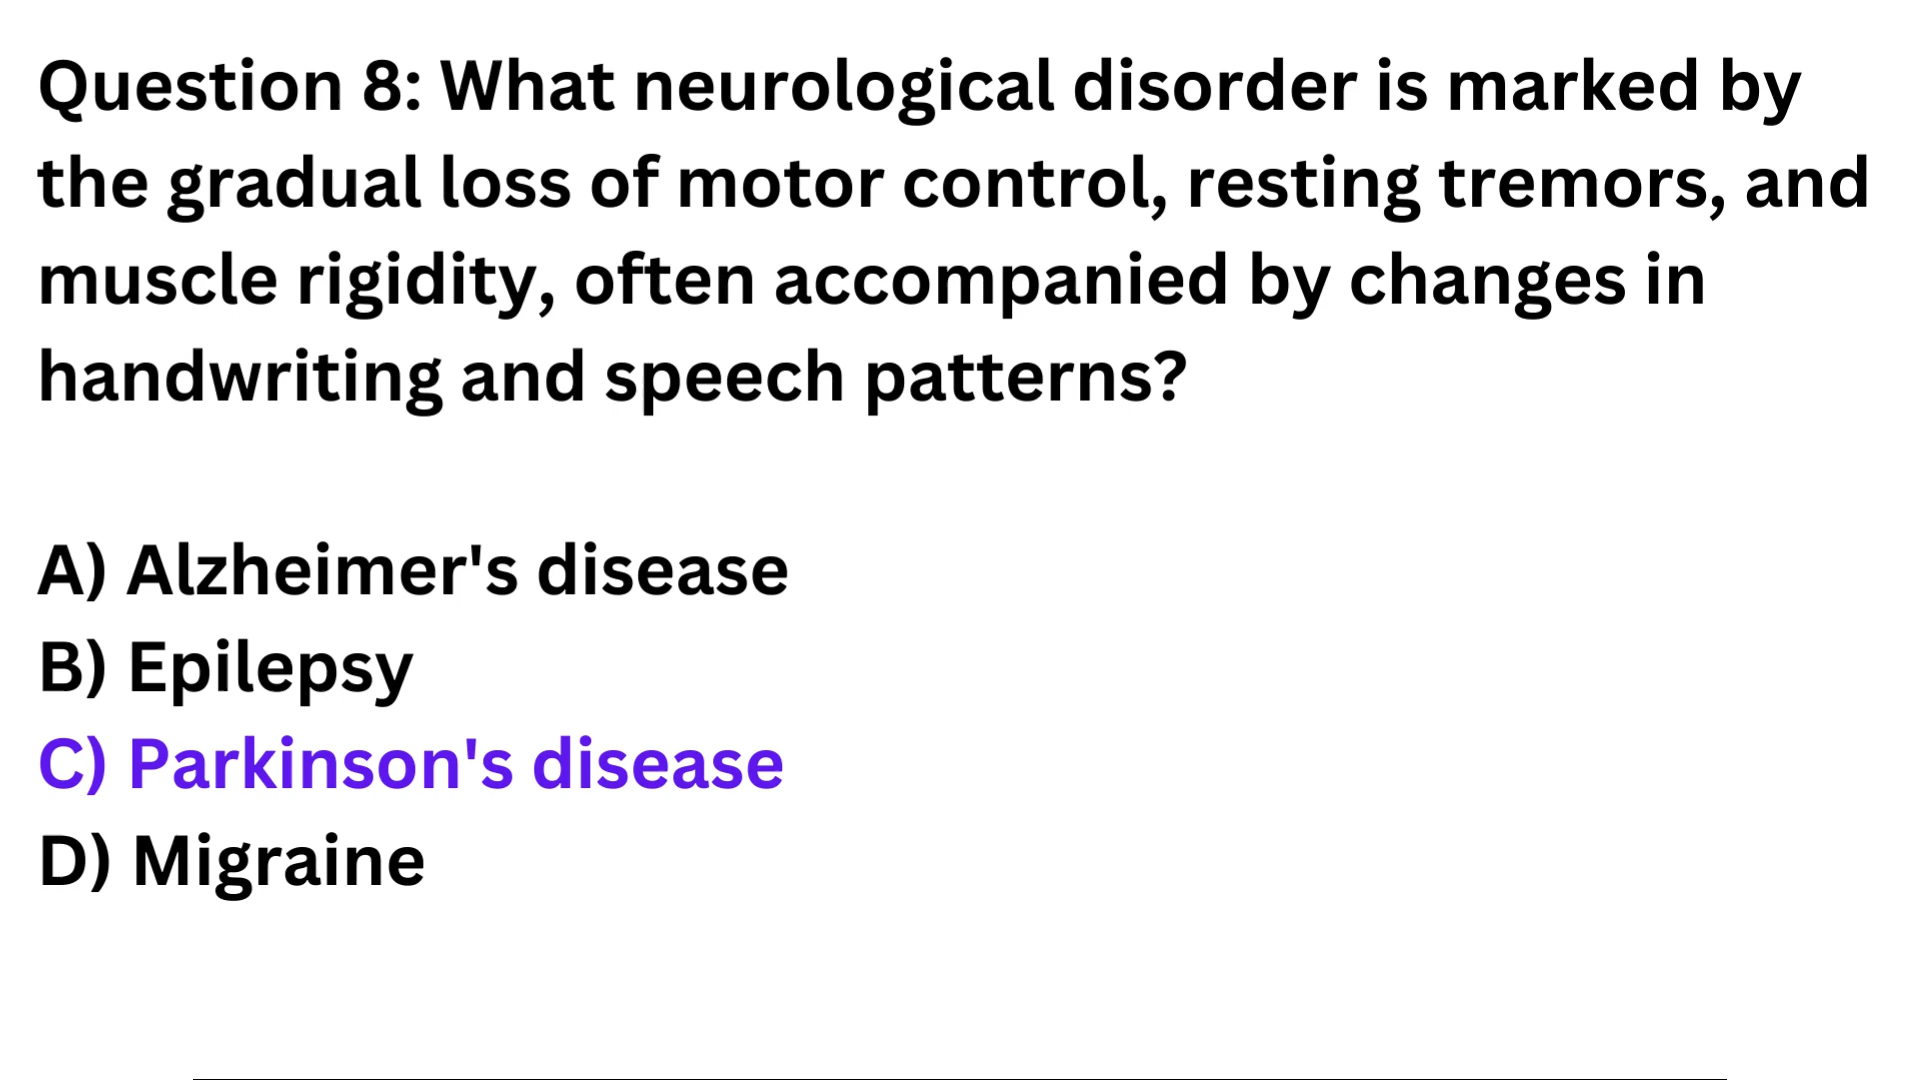 Question 8: What neurological disorder is marked by
the gradual loss of motor control, resting tremors, and
muscle rigidity, often accompanied by changes in
handwriting and speech patterns?
A) Alzheimer's disease
B) Epilepsy
C) Parkinson's disease
D) Migraine